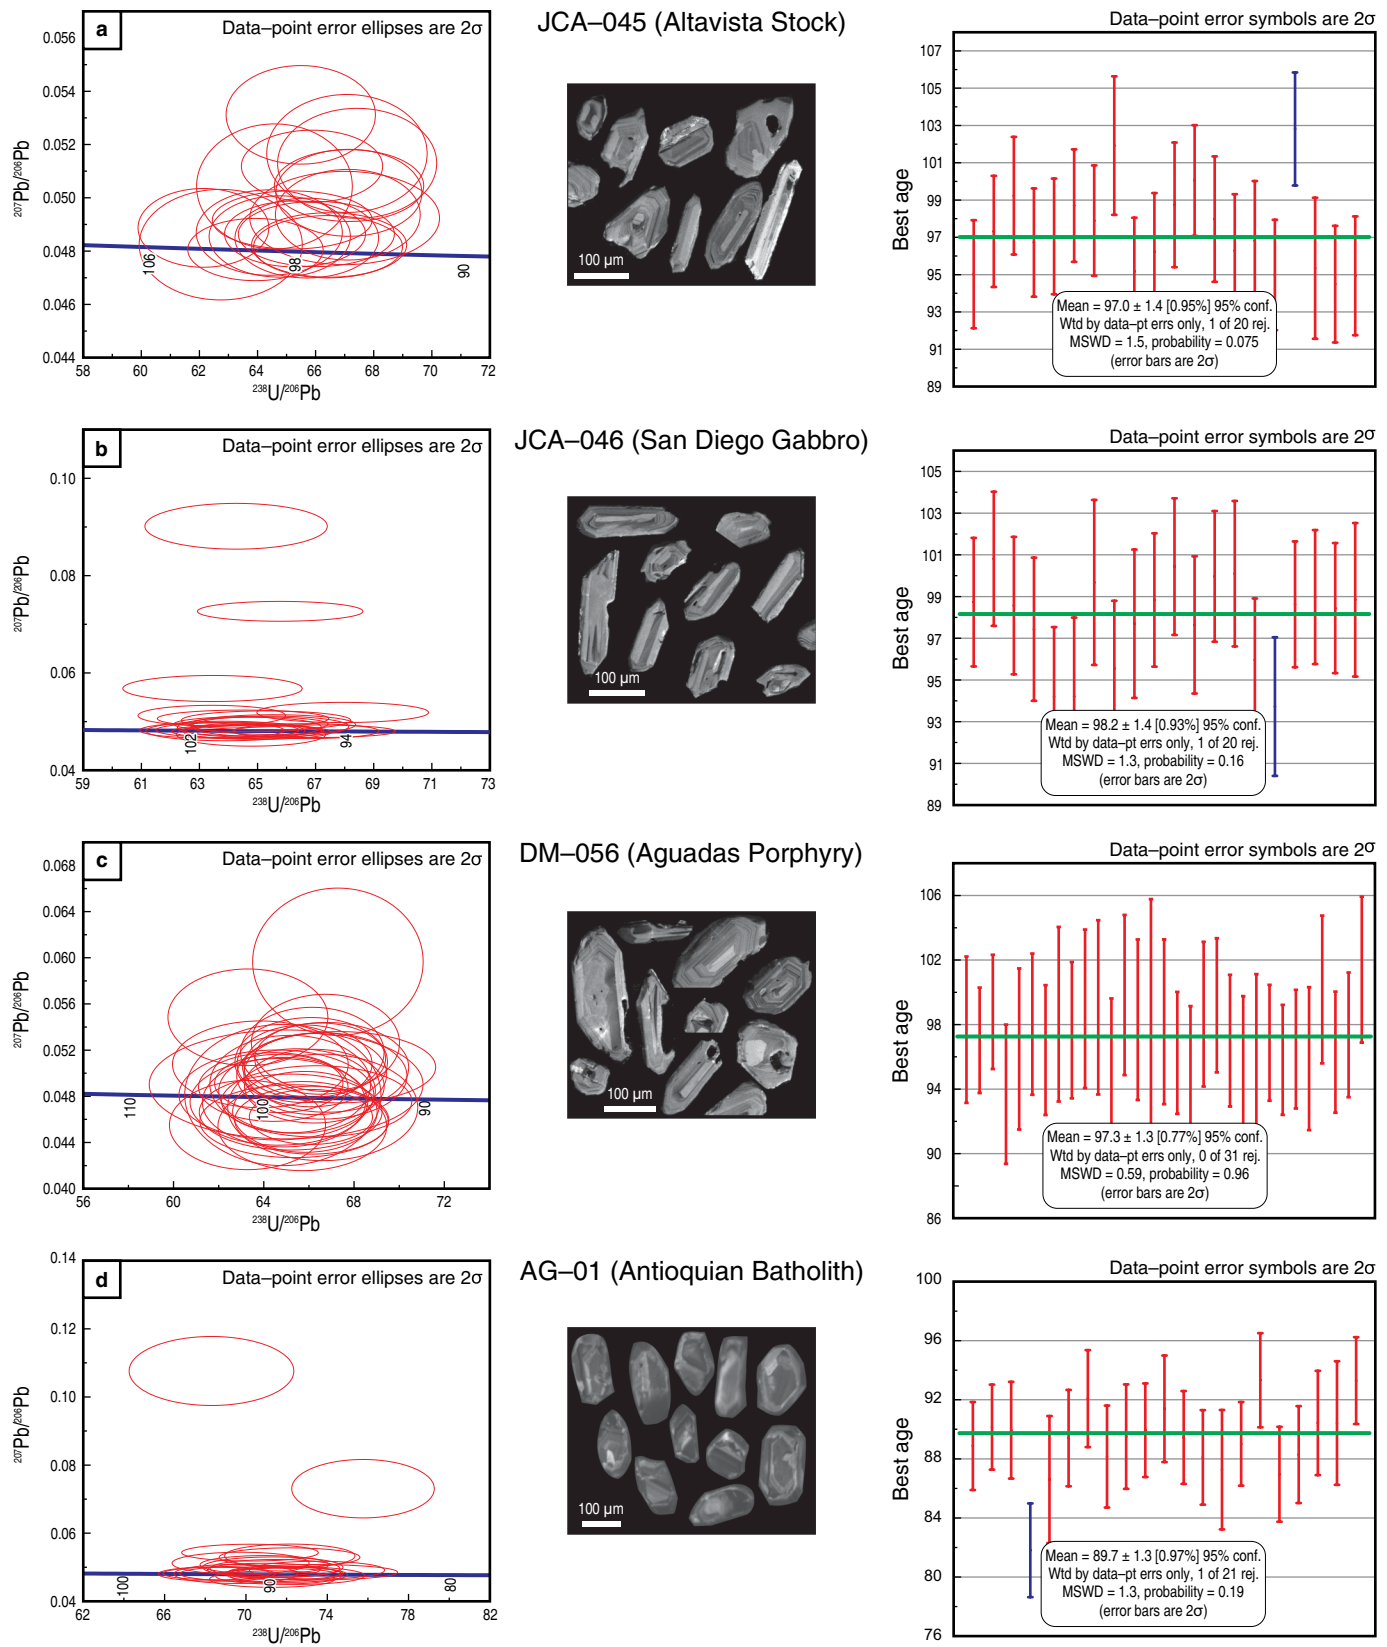 a
Data–point error ellipses are 2σ
0.056
0.054
0.052
0.050
0.048
0.046
0.044
207Pb/206Pb
106
98
90
58 60 62 64 66 68 70 72
238U/206Pb
JCA–045 (Altavista Stock)
100 µm
Data–point error symbols are 2σ
107
105
103
101
99
97
95
93
91
89
Best age
Mean = 97.0 ± 1.4 [0.95%] 95% conf.
Wtd by data–pt errs only, 1 of 20 rej.
MSWD = 1.5, probability = 0.075
(error bars are 2σ)
b
Data–point error ellipses are 2σ
0.10
0.08
0.06
0.04
207Pb/206Pb
102
94
59 61 63 65 67 69 71 73
238U/206Pb
JCA–046 (San Diego Gabbro)
100 µm
Data–point error symbols are 2σ
105
103
101
99
97
95
93
91
89
Best age
Mean = 98.2 ± 1.4 [0.93%] 95% conf.
Wtd by data–pt errs only, 1 of 20 rej.
MSWD = 1.3, probability = 0.16
(error bars are 2σ)
c
Data–point error ellipses are 2σ
0.068
0.064
0.060
0.056
0.052
0.048
0.044
0.040
207Pb/206Pb
110
100
90
56 60 64 68 72
238U/206Pb
DM–056 (Aguadas Porphyry)
100 µm
Data–point error symbols are 2σ
106
102
98
94
90
86
Best age
Mean = 97.3 ± 1.3 [0.77%] 95% conf.
Wtd by data–pt errs only, 0 of 31 rej.
MSWD = 0.59, probability = 0.96
(error bars are 2σ)
d
Data–point error ellipses are 2σ
0.14
0.12
0.10
0.08
0.06
0.04
207Pb/206Pb
100
90
80
62 66 70 74 78 82
238U/206Pb
AG–01 (Antioquian Batholith)
100 µm
Data–point error symbols are 2σ
100
96
92
88
84
80
76
Best age
Mean = 89.7 ± 1.3 [0.97%] 95% conf.
Wtd by data–pt errs only, 1 of 21 rej.
MSWD = 1.3, probability = 0.19
(error bars are 2σ)